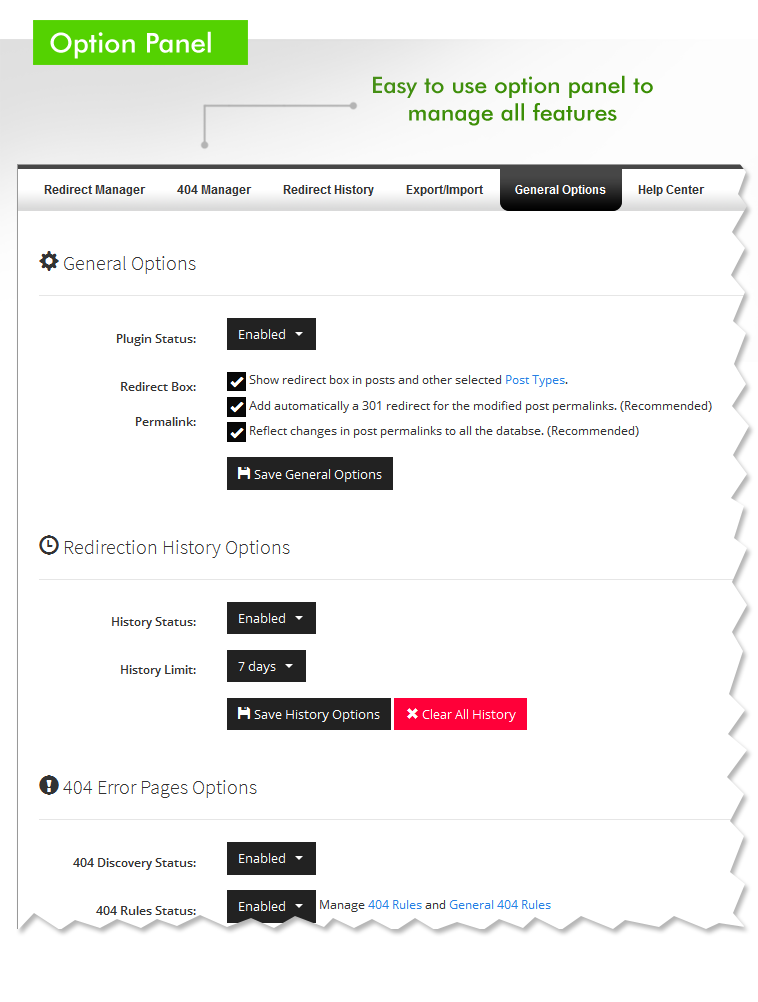 Option Panel
Easy to use option panel to
manage all features
Redirect Manager 404 Manager Redirect History Export/Import General Options Help Center
General Options
Plugin Status: Enabled
Redirect Box: Show redirect box in posts and other selected Post Types.
Add automatically a 301 redirect for the modified post permalinks. (Recommended)
Permalink:
Reflect changes in post permalinks to all the databse. (Recommended)
Save General Options
Redirection History Options
History Status: Enabled
History Limit: 7 days
Save History Options Clear All History
404 Error Pages Options
404 Discovery Status: Enabled
404 Rules Status: Enabled Manage 404 Rules and General 404 Rules